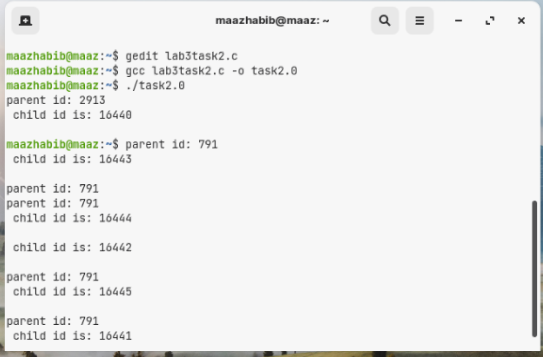 maazhabib@maaz: ~
maazhabib@maaz:~$ gedit lab3task2.c
maazhabib@maaz:~$ gcc lab3task2.c -o task2.0
maazhabib@maaz:~$ ./task2.0
parent id: 2913
 child id is: 16440
maazhabib@maaz:~$ parent id: 791
 child id is: 16443
parent id: 791
parent id: 791
 child id is: 16444
 child id is: 16442
parent id: 791
 child id is: 16445
parent id: 791
 child id is: 16441